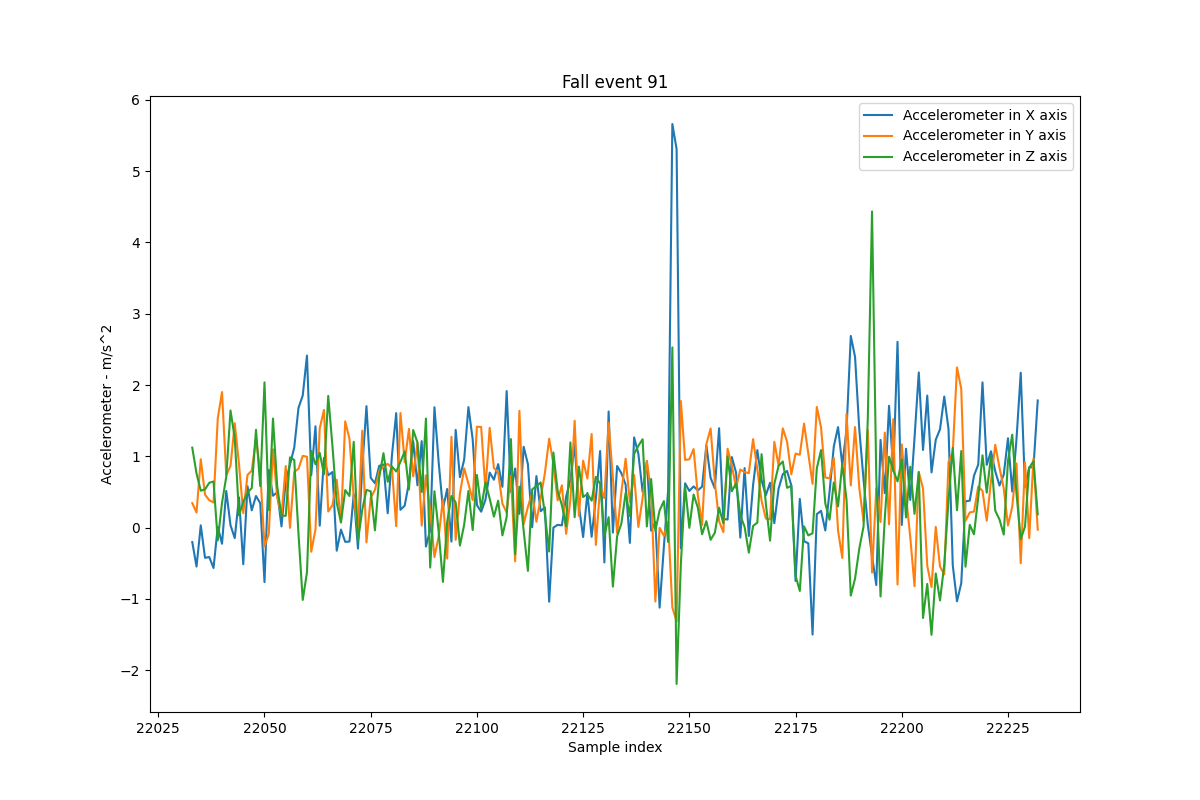 Fall event 91
Accelerometer in X axis
Accelerometer in Y axis
Accelerometer in Z axis
6
5
4
3
2
1
0
−1
−2
Accelerometer - m/s^2
22025 22050 22075 22100 22125 22150 22175 22200 22225
Sample index